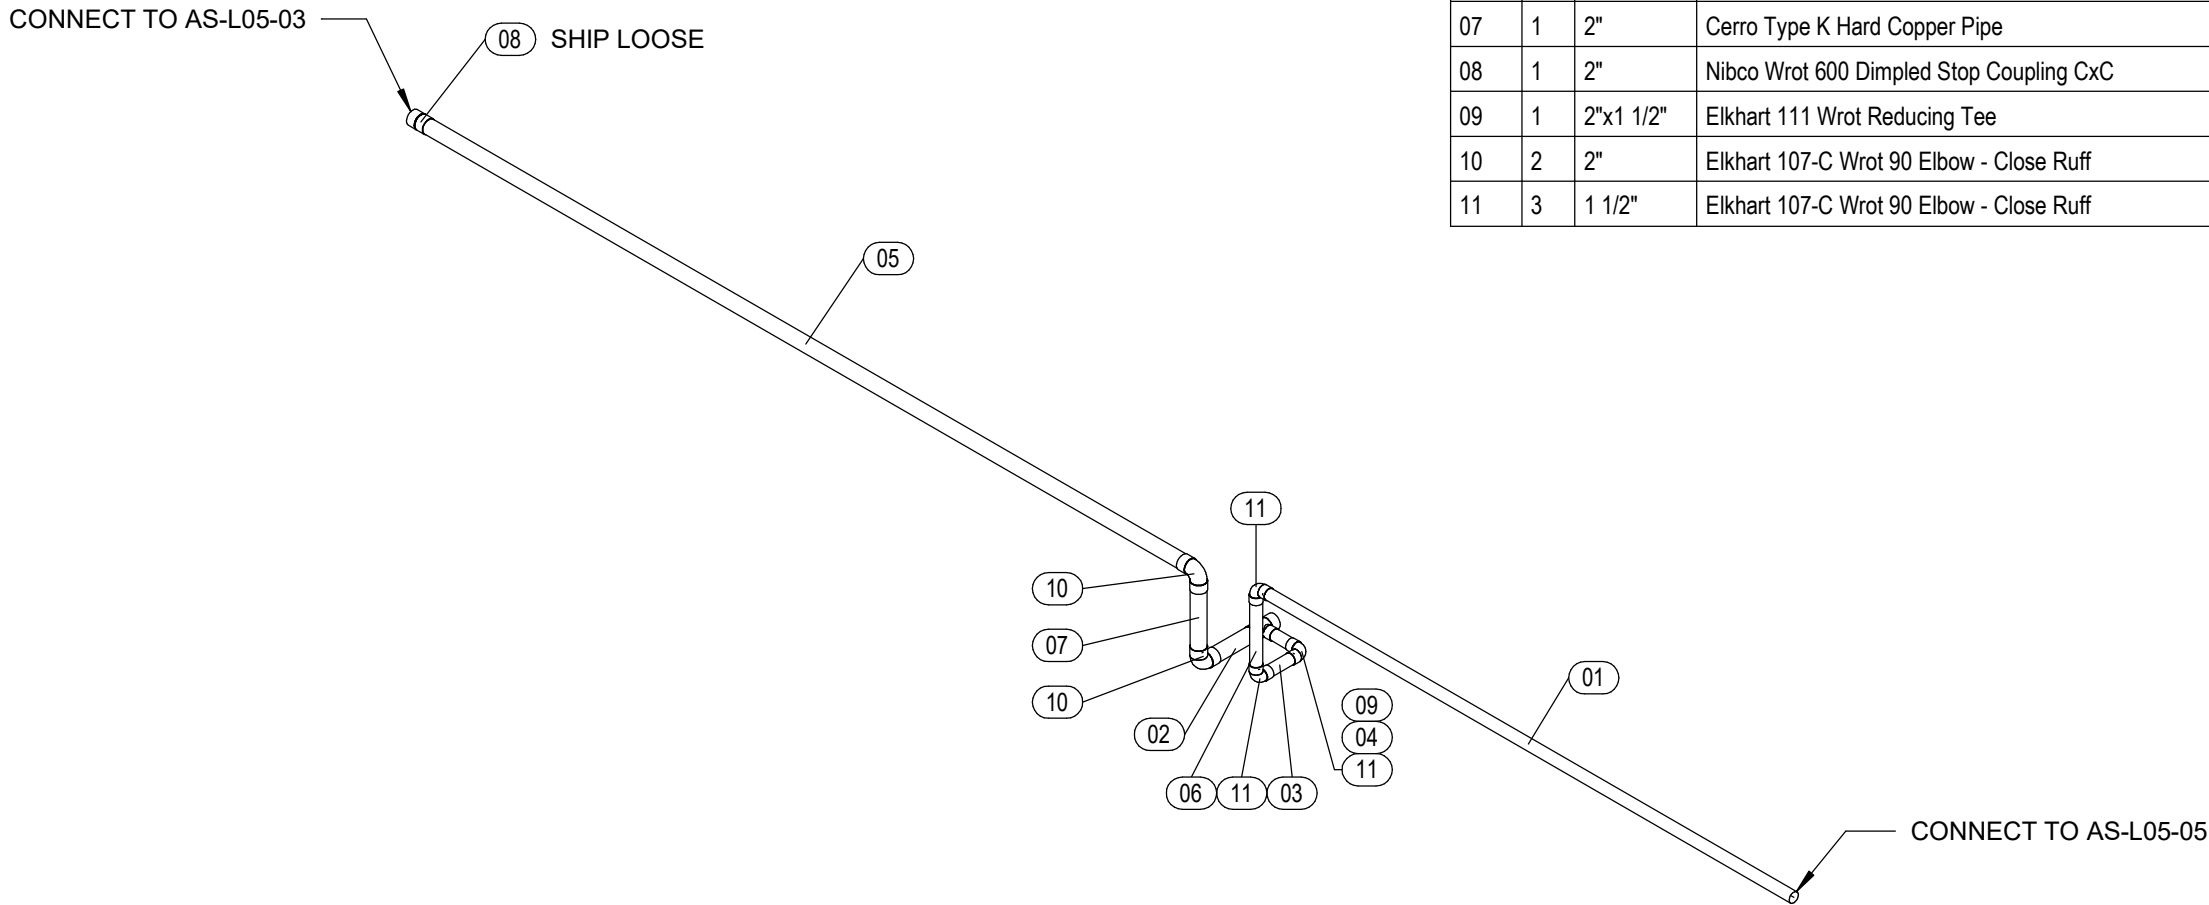 CONNECT TO AS-L05-03
08 SHIP LOOSE
07 1 2" Cerro Type K Hard Copper Pipe
08 1 2" Nibco Wrot 600 Dimpled Stop Coupling CxC
09 1 2"x1 1/2" Elkhart 111 Wrot Reducing Tee
10 2 2" Elkhart 107-C Wrot 90 Elbow - Close Ruff
11 3 1 1/2" Elkhart 107-C Wrot 90 Elbow - Close Ruff
05
11
10
07
10
01
09
02
04
11
06 11 03
CONNECT TO AS-L05-05